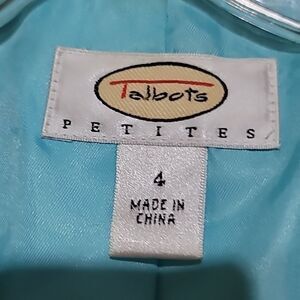 Talbots
PETITES
4
MADE IN
CHINA